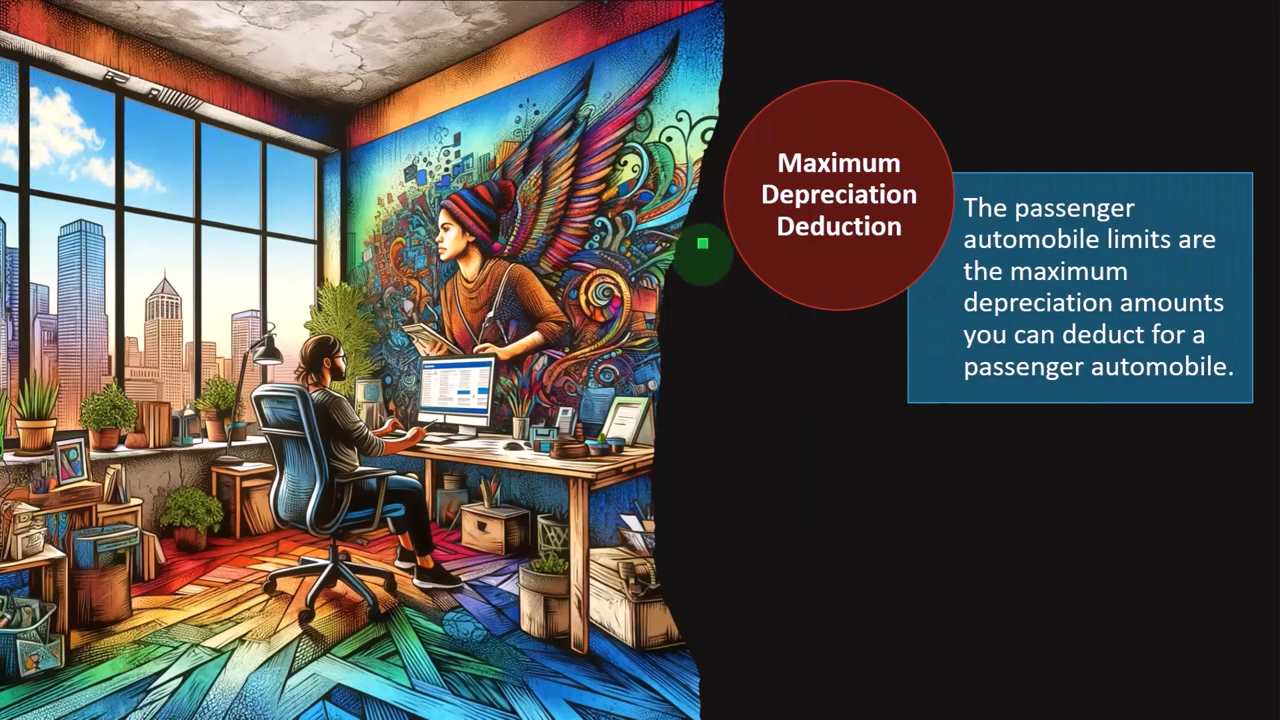 Maximum
Depreciation
Deduction
The passenger
automobile limits are
the maximum
depreciation amounts
you can deduct for a
passenger automobile.